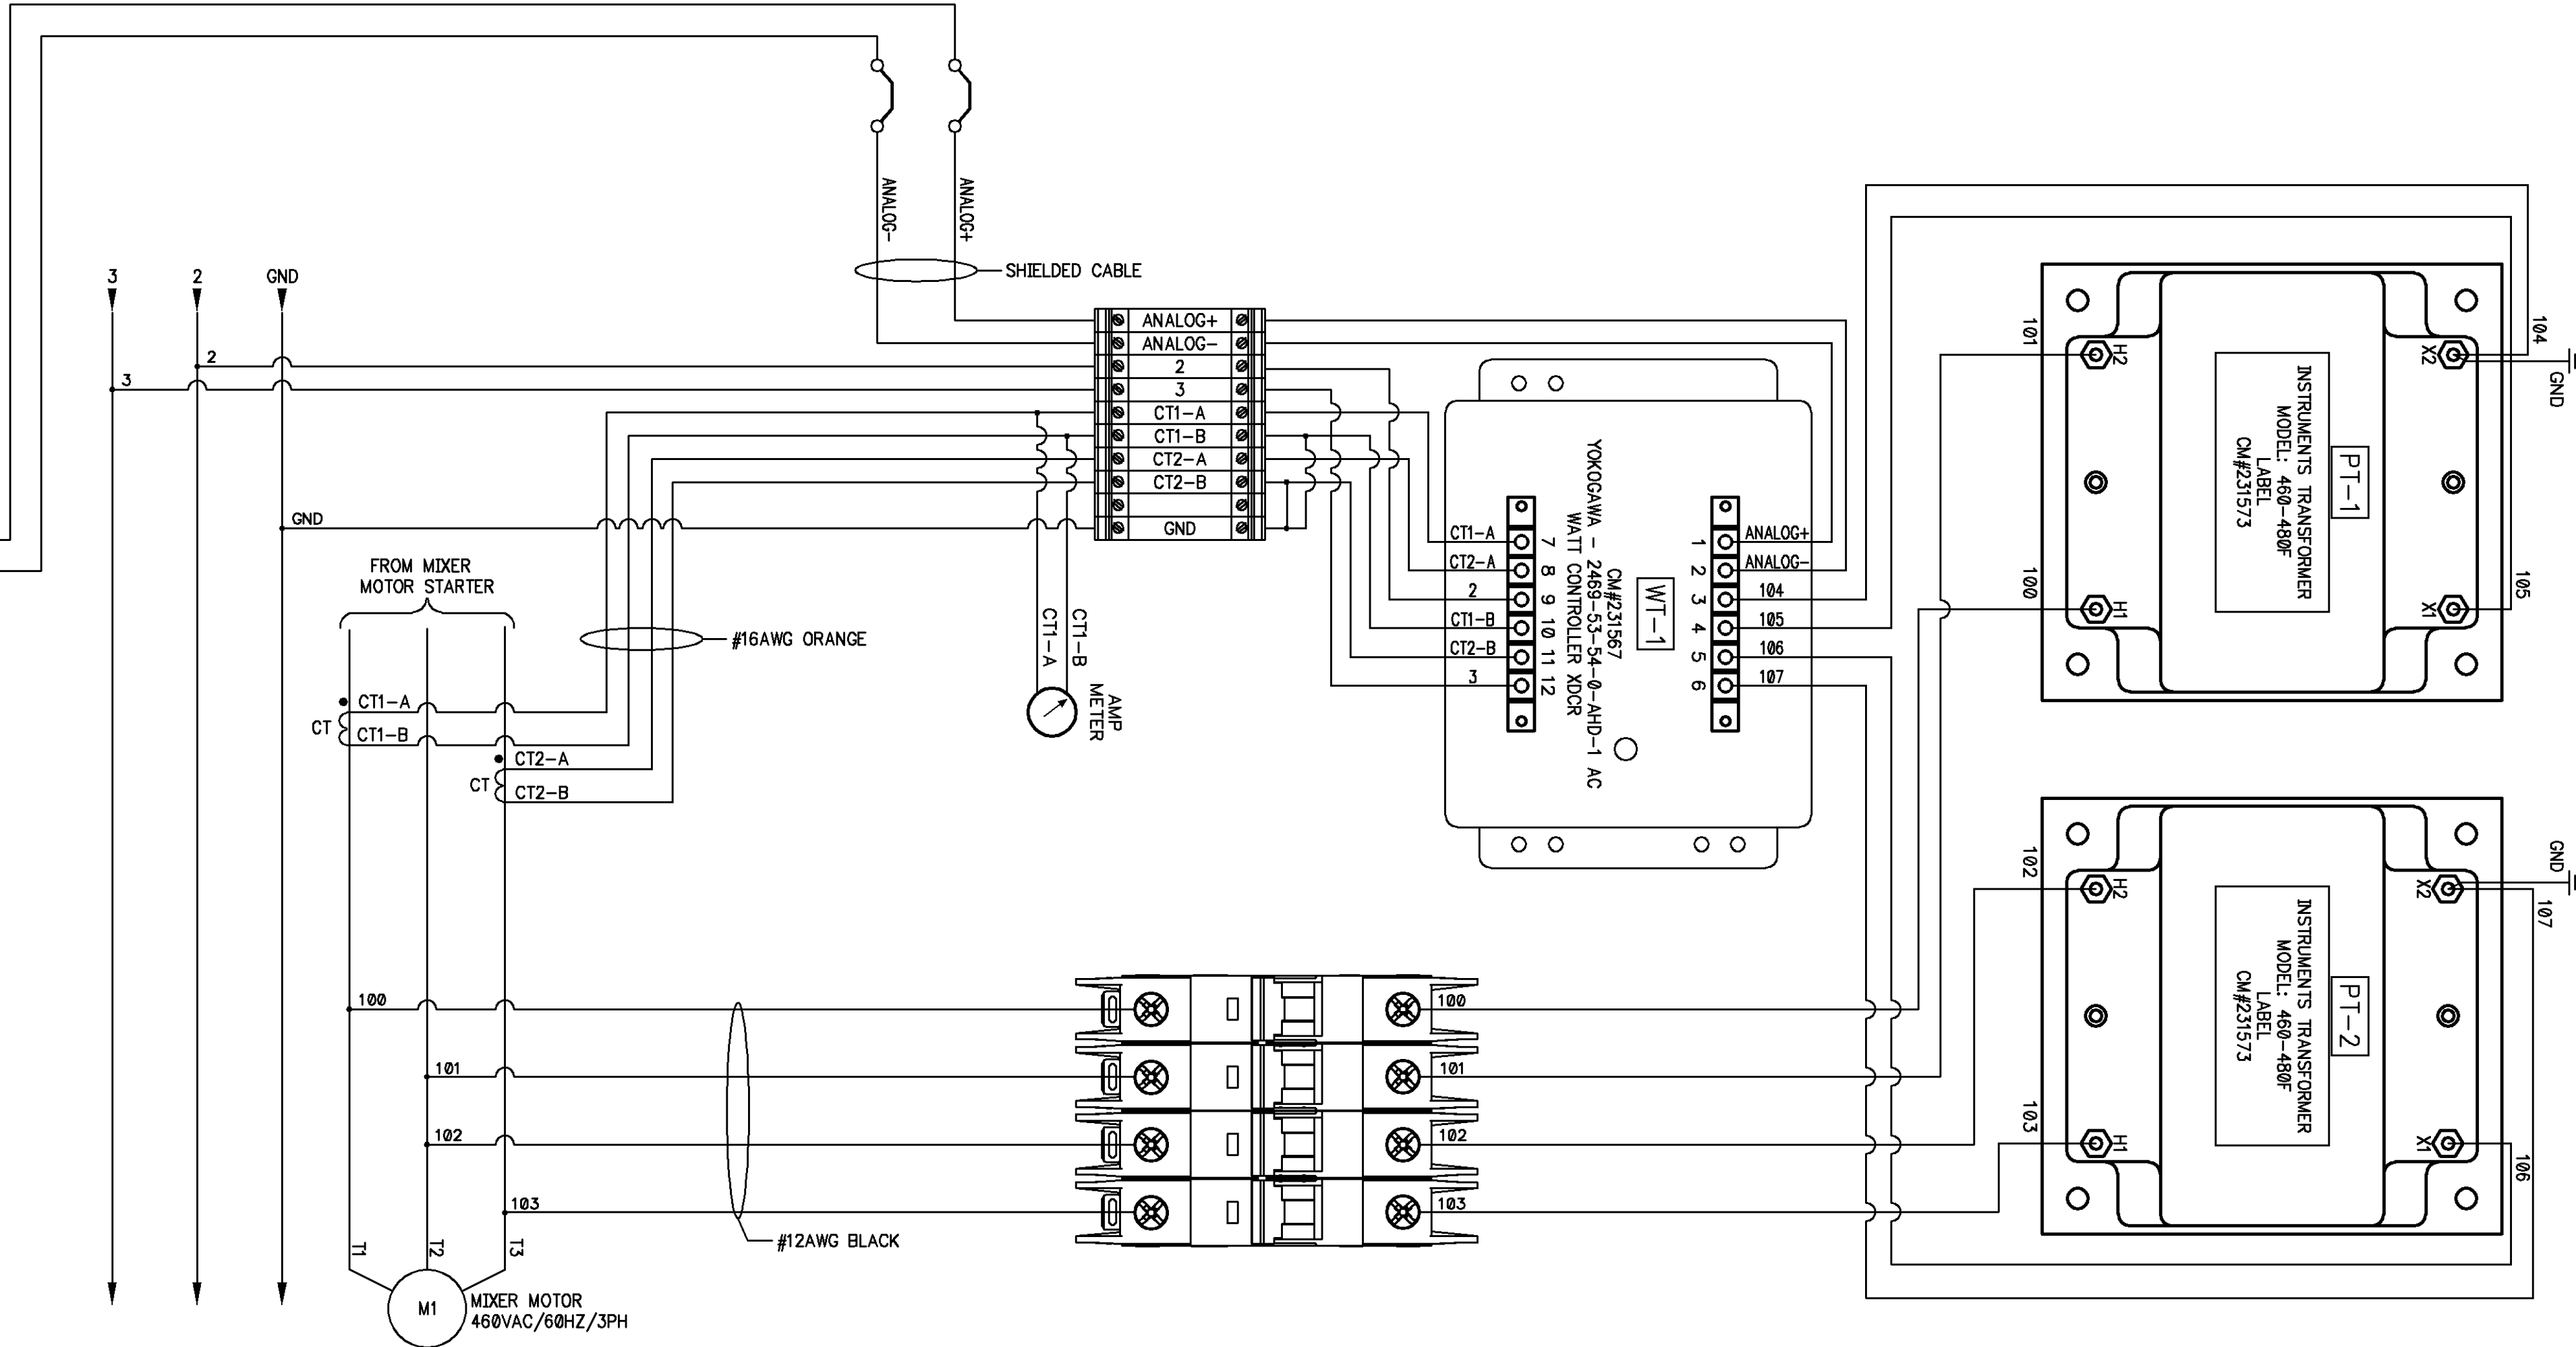 ANALOG-
ANALOG+
SHIELDED CABLE
3
2
GND
2
3
GND
ANALOG+
ANALOG-
2
3
CT1-A
CT1-B
CT2-A
CT2-B
GND
FROM MIXER
MOTOR STARTER
#16AWG ORANGE
CT1-A
CT
CT1-B
CT2-A
CT
CT2-B
CT1-A
CT1-B
AMP
METER
CT1-A
CT2-A
2
CT1-B
CT2-B
3
7
8
9
10
11
12
YOKOGAWA - 2469-53-54-0-AHD-1 AC
WATT CONTROLLER XDCR
CM#231567
WT-1
1
2
3
4
5
6
ANALOG+
ANALOG-
104
105
106
107
101
H2
100
H1
PT-1
INSTRUMENTS TRANSFORMER
MODEL: 460-480F
LABEL
CM#231573
X2
104
GND
X1
105
102
H2
103
H1
PT-2
INSTRUMENTS TRANSFORMER
MODEL: 460-480F
LABEL
CM#231573
GND
X2
107
X1
106
100
101
102
103
#12AWG BLACK
100
101
102
103
T1
T2
T3
M1
MIXER MOTOR
460VAC/60HZ/3PH